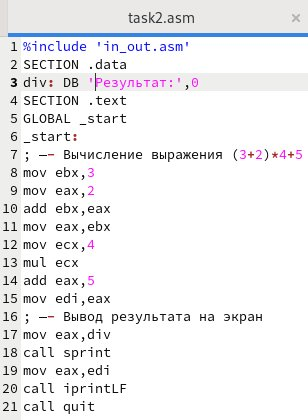 task2.asm
1 %include 'in_out.asm'
2 SECTION .data
3 div: DB 'Результат:',0
4 SECTION .text
5 GLOBAL _start
6 _start:
7 ; —– Вычисление выражения (3+2)*4+5
8 mov ebx,3
9 mov eax,2
10 add ebx,eax
11 mov eax,ebx
12 mov ecx,4
13 mul ecx
14 add eax,5
15 mov edi,eax
16 ; —– Вывод результата на экран
17 mov eax,div
18 call sprint
19 mov eax,edi
20 call iprintLF
21 call quit